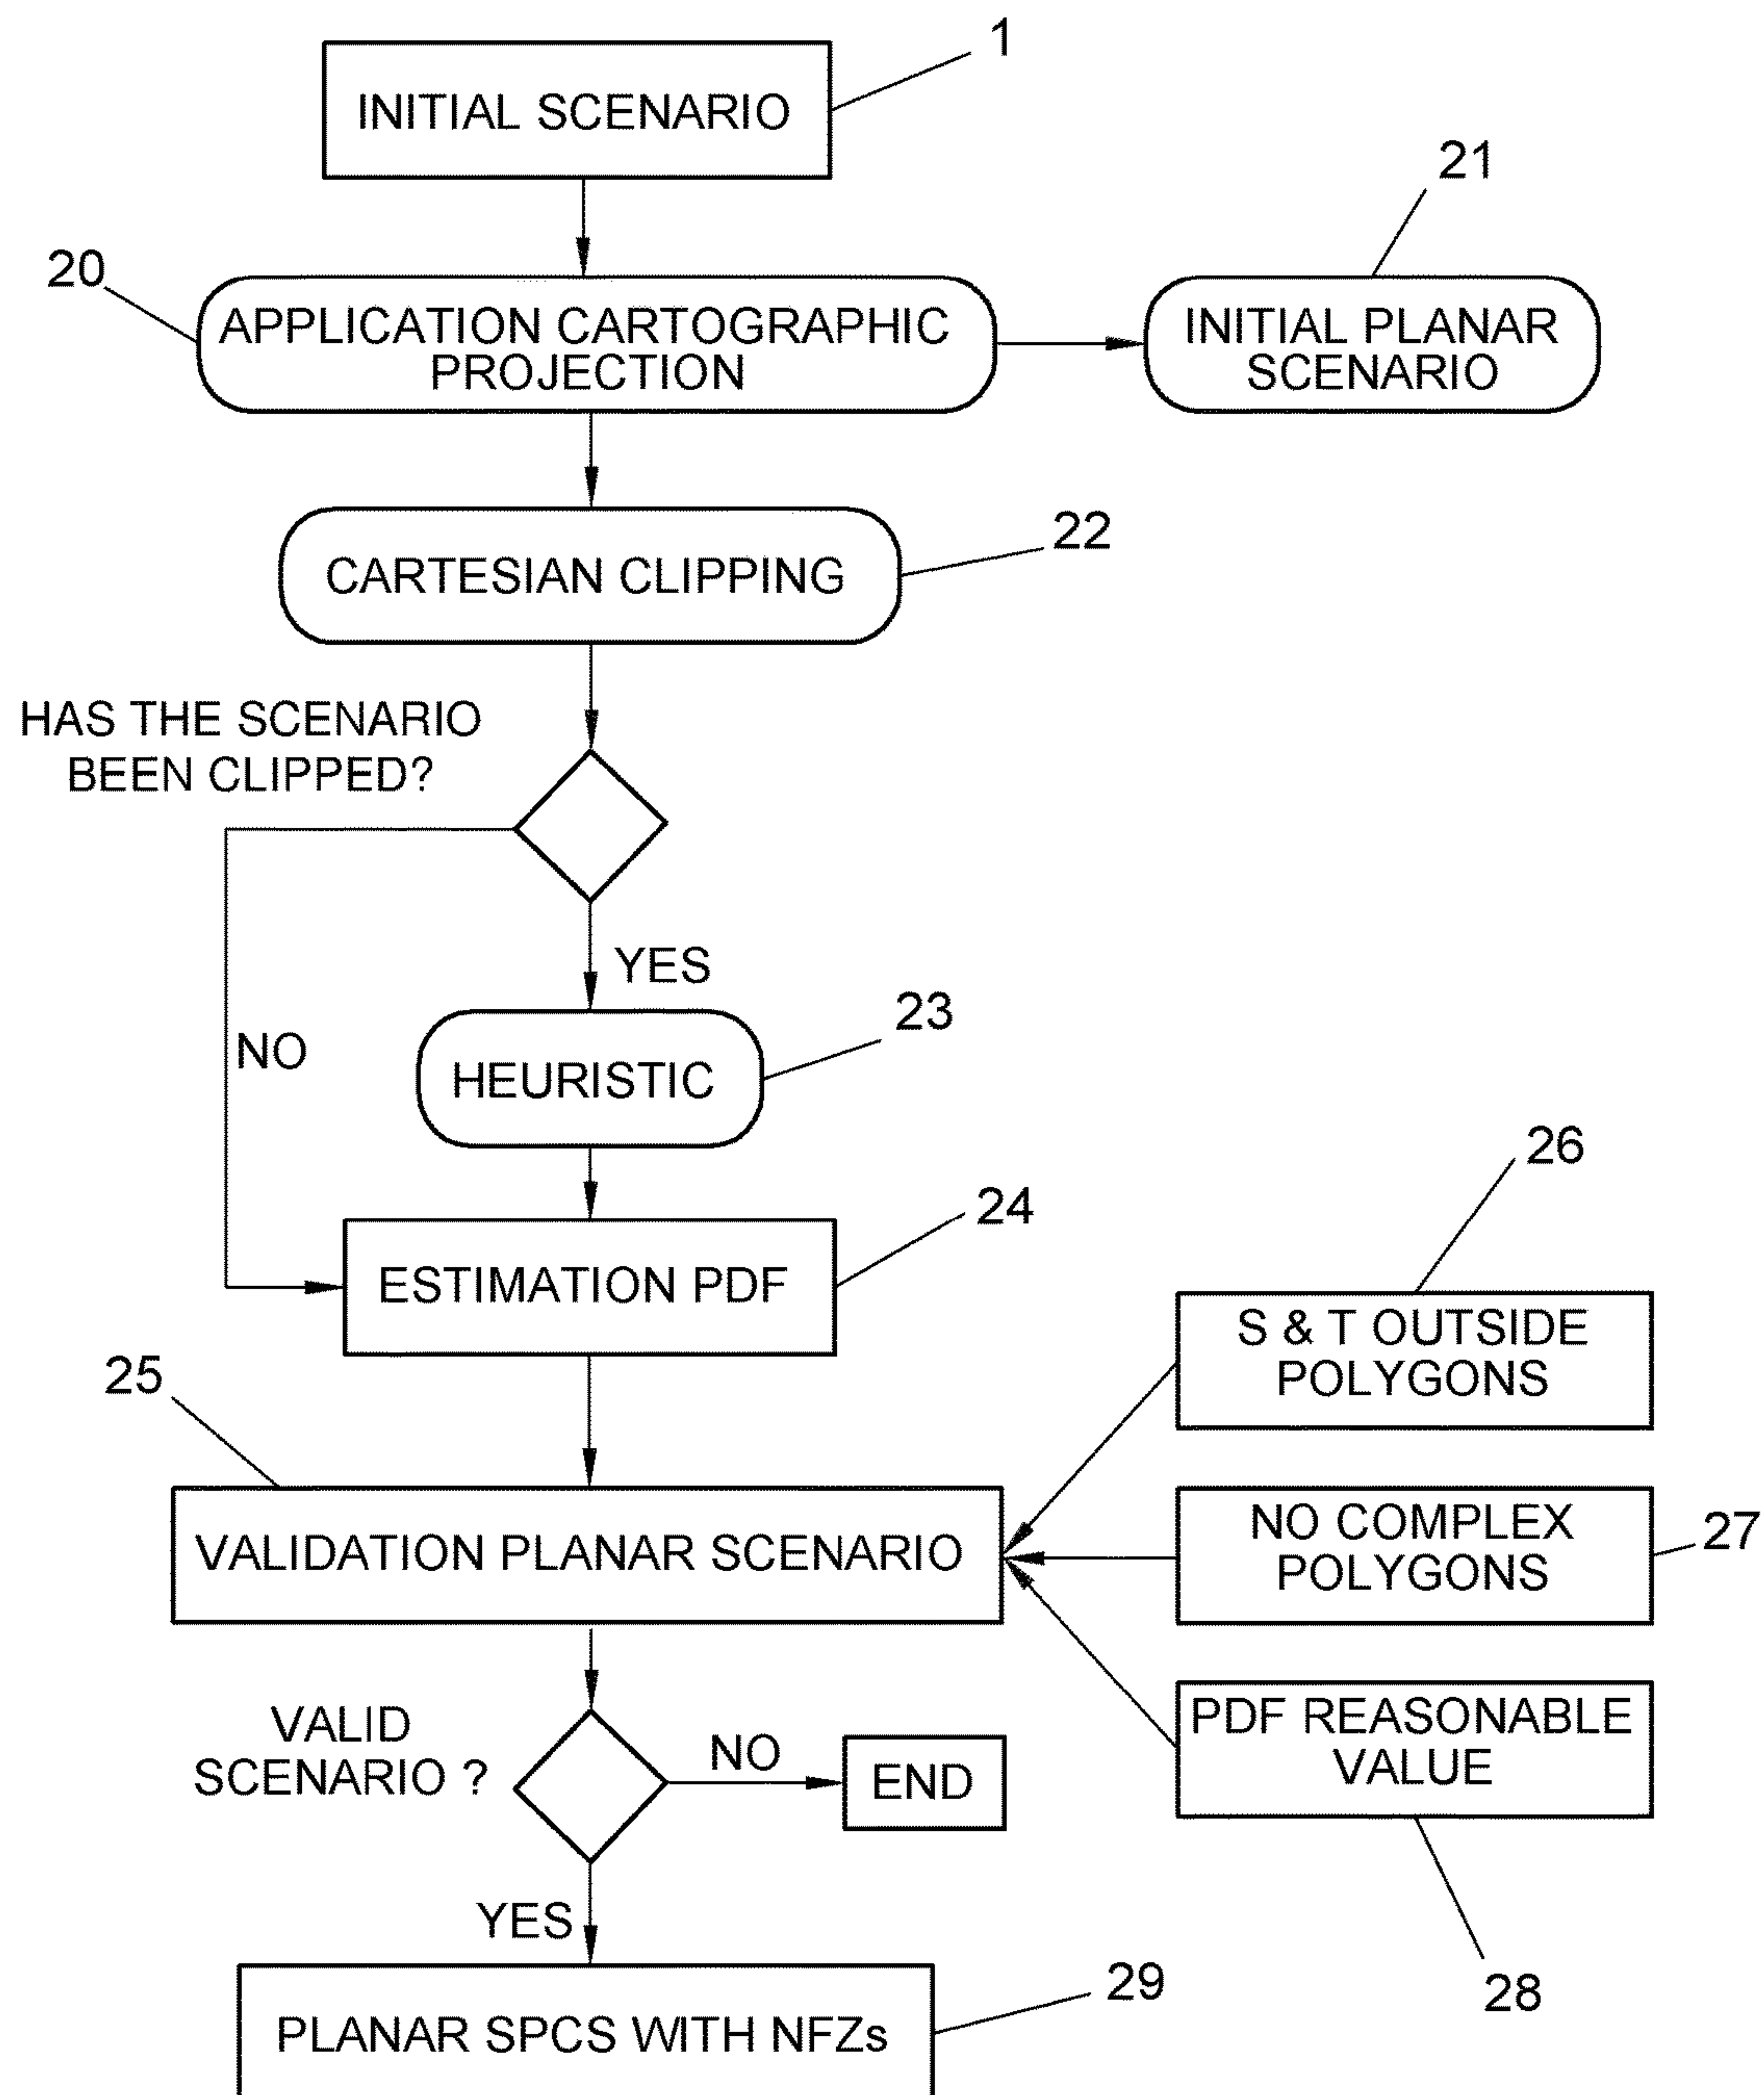 1
INITIAL SCENARIO
21
20
APPLICATION CARTOGRAPHIC
PROJECTION
INITIAL PLANAR
SCENARIO
22
CARTESIAN CLIPPING
HAS THE SCENARIO
BEEN CLIPPED?
YES
NO
23
HEURISTIC
24
ESTIMATION PDF
26
S & T OUTSIDE
POLYGONS
25
VALIDATION PLANAR SCENARIO
NO COMPLEX
POLYGONS
27
PDF REASONABLE
VALUE
28
VALID
SCENARIO ?
NO
END
YES
29
PLANAR SPCS WITH NFZs